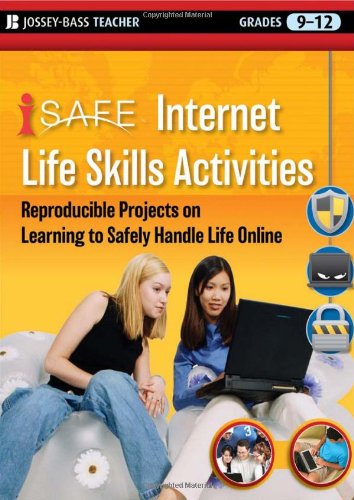 JOSSEY-BASS TEACHER
GRADES 9–12
iSAFE Internet
Life Skills Activities
Reproducible Projects on
Learning to Safely Handle Life Online